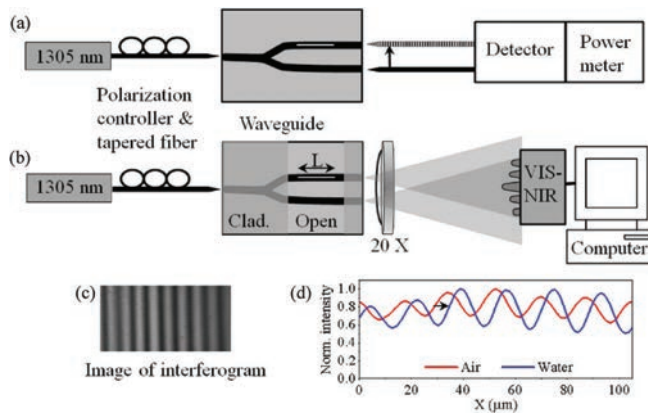 (a)
1305 nm
Polarization
controller &
tapered fiber
Waveguide
Detector
Power
meter
(b)
1305 nm
Clad.
L
Open
20 X
VIS-
NIR
Computer
(c)
Image of interferogram
(d)
Norm. intensity
1.0
0.8
0.6
0.4
0.2
0.0
Air
Water
0 20 40 60 80 100
X (μm)